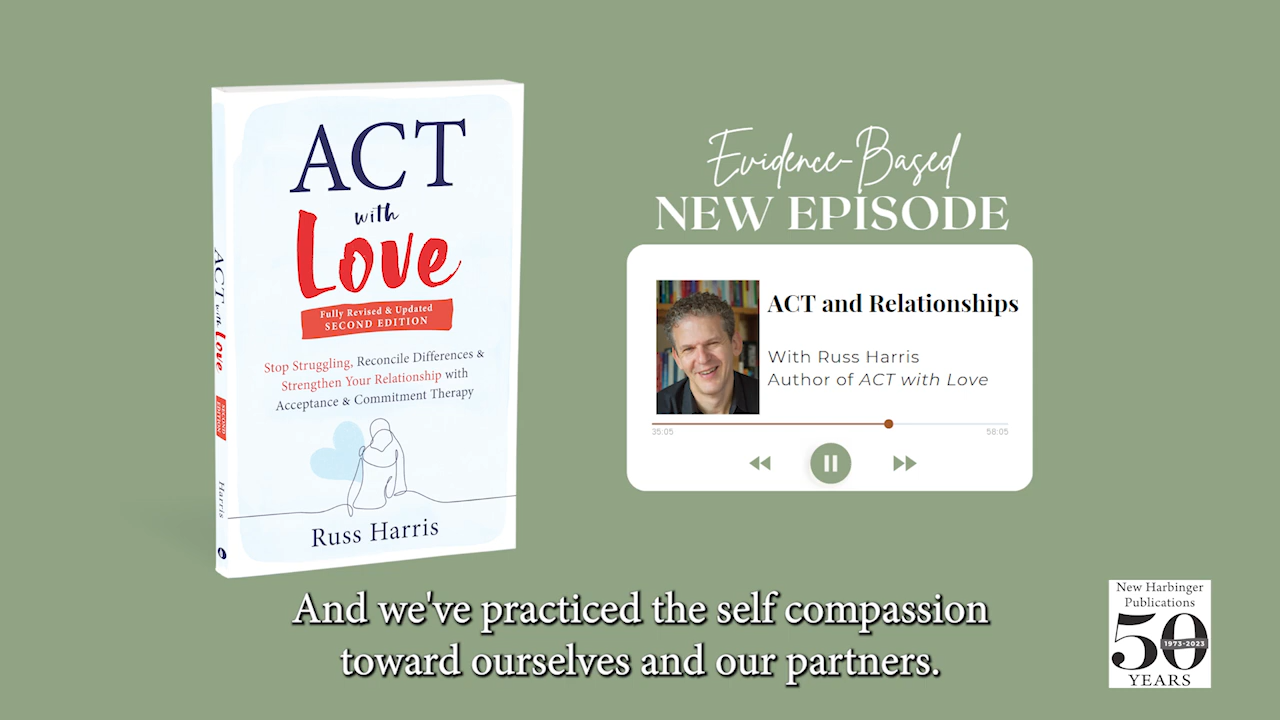 ACT
with
Love
Fully Revised & Updated
SECOND EDITION
Stop Struggling, Reconcile Differences &
Strengthen Your Relationship with
Acceptance & Commitment Therapy
Russ Harris
ACT with Love
SECOND
EDITION
Harris
Evidence-Based
NEW EPISODE
ACT and Relationships
With Russ Harris
Author of ACT with Love
35:05
58:05
And we've practiced the self compassion
toward ourselves and our partners.
New Harbinger
Publications
50
1973-2023
YEARS